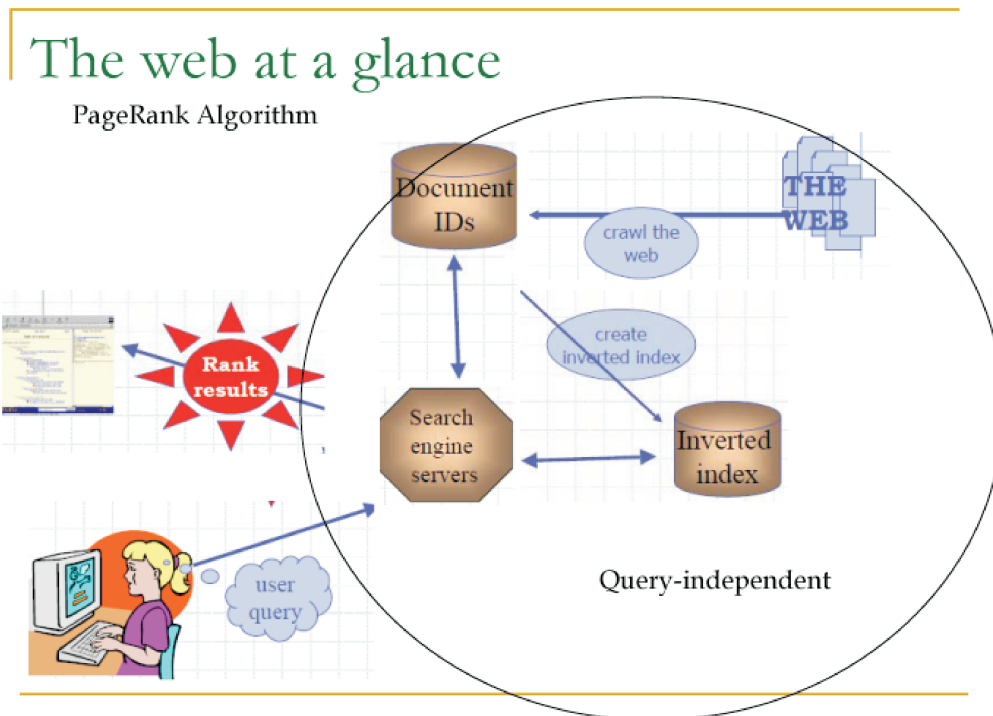 The web at a glance
PageRank Algorithm
Document
IDs
THE
WEB
crawl the
web
create
inverted index
Rank
results
Search
engine
servers
Inverted
index
user
query
Query-independent